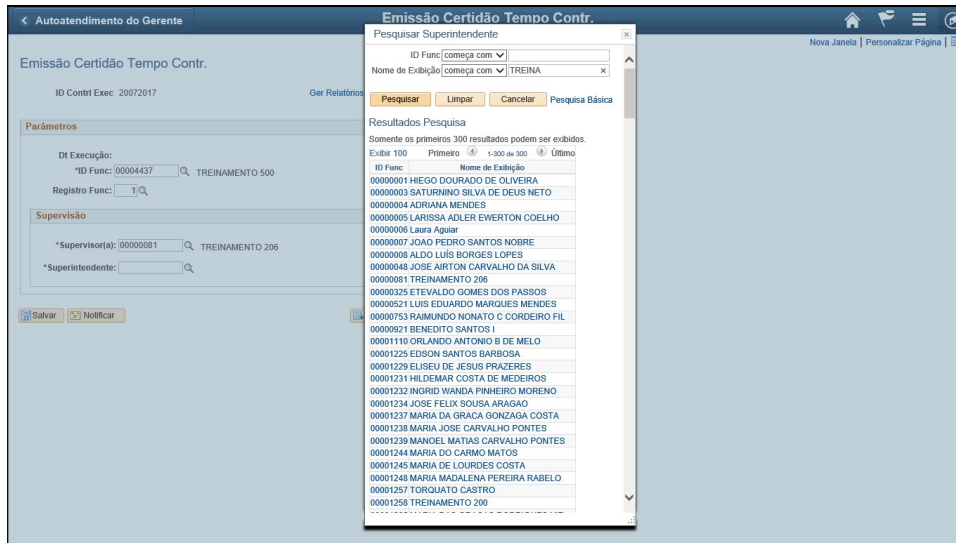 Autoatendimento do Gerente
Emissão Certidão Tempo Contr.
Nova Janela | Personalizar Página |
Emissão Certidão Tempo Contr.
ID Contrl Exec 20072017
Ger Relatórios
Parâmetros
Dt Execução:
*ID Func: 00004437 TREINAMENTO 500
Registro Func: 1
Supervisão
*Supervisor(a): 00000081 TREINAMENTO 206
*Superintendente:
Salvar Notificar
Pesquisar Superintendente
ID Func começa com
Nome de Exibição começa com TREINA
Pesquisar Limpar Cancelar Pesquisa Básica
Resultados Pesquisa
Somente os primeiros 300 resultados podem ser exibidos.
Exibir 100 Primeiro 1-300 de 300 Último
ID Func Nome de Exibição
00000001 HIEGO DOURADO DE OLIVEIRA
00000003 SATURNINO SILVA DE DEUS NETO
00000004 ADRIANA MENDES
00000005 LARISSA ADLER EWERTON COELHO
00000006 Laura Aguiar
00000007 JOAO PEDRO SANTOS NOBRE
00000008 ALDO LUÍS BORGES LOPES
00000048 JOSE AIRTON CARVALHO DA SILVA
00000081 TREINAMENTO 206
00000325 ETEVALDO GOMES DOS PASSOS
00000521 LUIS EDUARDO MARQUES MENDES
00000753 RAIMUNDO NONATO C CORDEIRO FIL
00000921 BENEDITO SANTOS I
00001110 ORLANDO ANTONIO B DE MELO
00001225 EDSON SANTOS BARBOSA
00001229 ELISEU DE JESUS PRAZERES
00001231 HILDEMAR COSTA DE MEDEIROS
00001232 INGRID WANDA PINHEIRO MORENO
00001234 JOSE FELIX SOUSA ARAGAO
00001237 MARIA DA GRACA GONZAGA COSTA
00001238 MARIA JOSE CARVALHO PONTES
00001239 MANOEL MATIAS CARVALHO PONTES
00001244 MARIA DO CARMO MATOS
00001245 MARIA DE LOURDES COSTA
00001248 MARIA MADALENA PEREIRA RABELO
00001257 TORQUATO CASTRO
00001258 TREINAMENTO 200